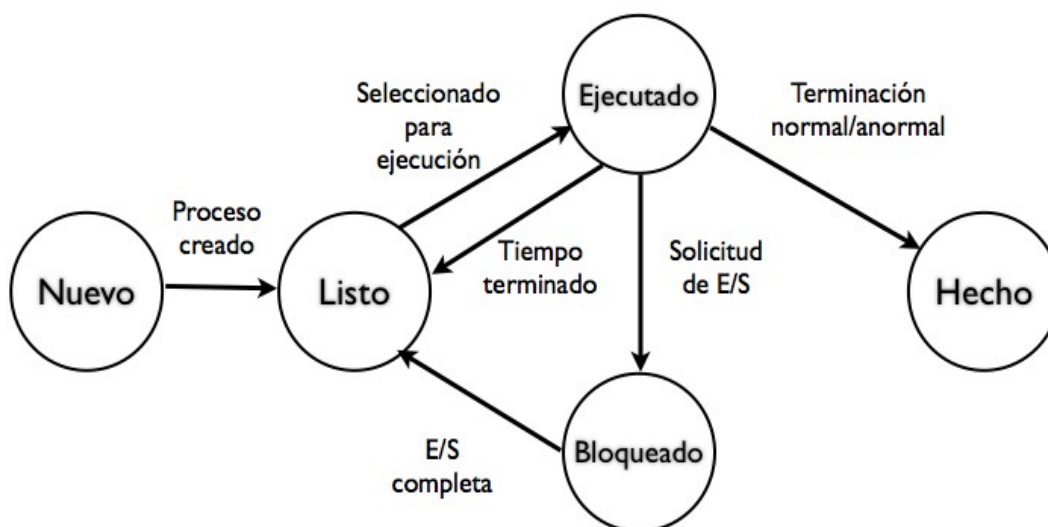 Ejecutado
Seleccionado
para
ejecución
Terminación
normal/anormal
Proceso
creado
Nuevo
Listo
Tiempo
terminado
Solicitud
de E/S
Hecho
E/S
completa
Bloqueado